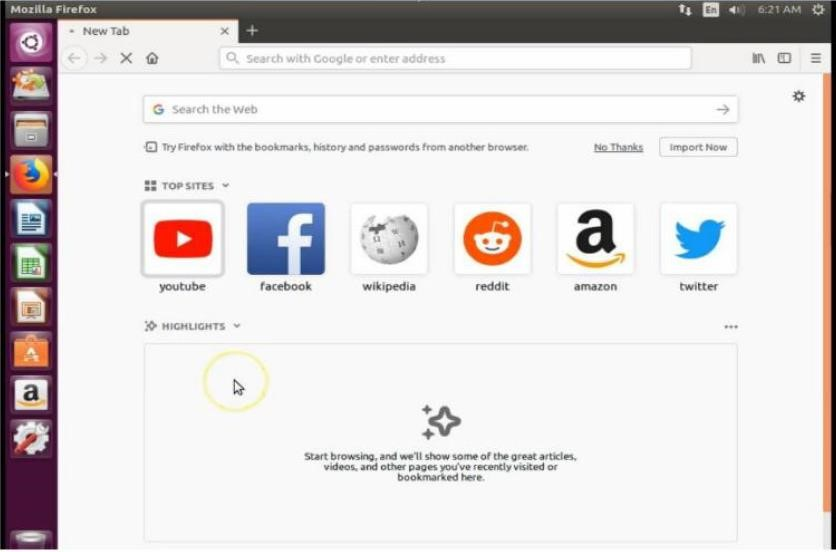 Mozilla Firefox
En
6:21 AM
New Tab
Search with Google or enter address
Search the Web
Try Firefox with the bookmarks, history and passwords from another browser.
No Thanks
Import Now
TOP SITES
youtube
facebook
wikipedia
reddit
amazon
twitter
HIGHLIGHTS
Start browsing, and we'll show some of the great articles,
videos, and other pages you've recently visited or
bookmarked here.